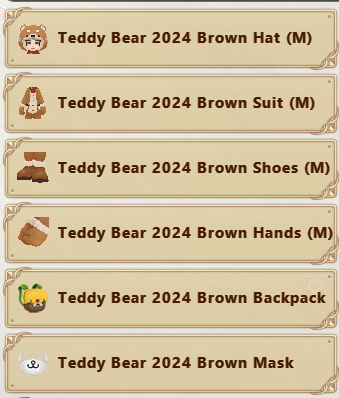 Teddy Bear 2024 Brown Hat (M)
Teddy Bear 2024 Brown Suit (M)
Teddy Bear 2024 Brown Shoes (M)
Teddy Bear 2024 Brown Hands (M)
Teddy Bear 2024 Brown Backpack
Teddy Bear 2024 Brown Mask